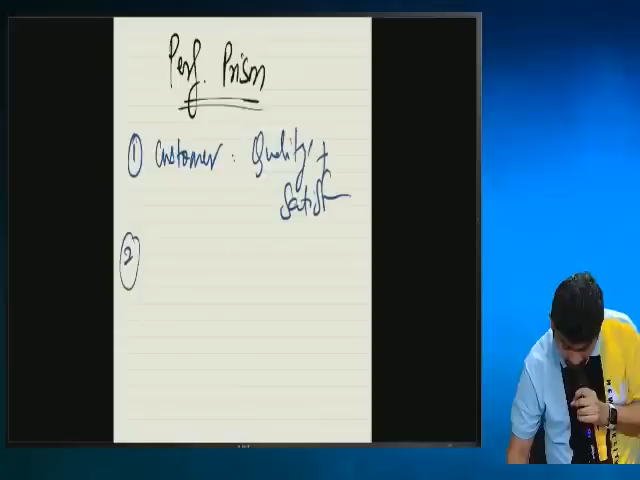 Perf. Prism
① Customer : Quality +
Satisf
②